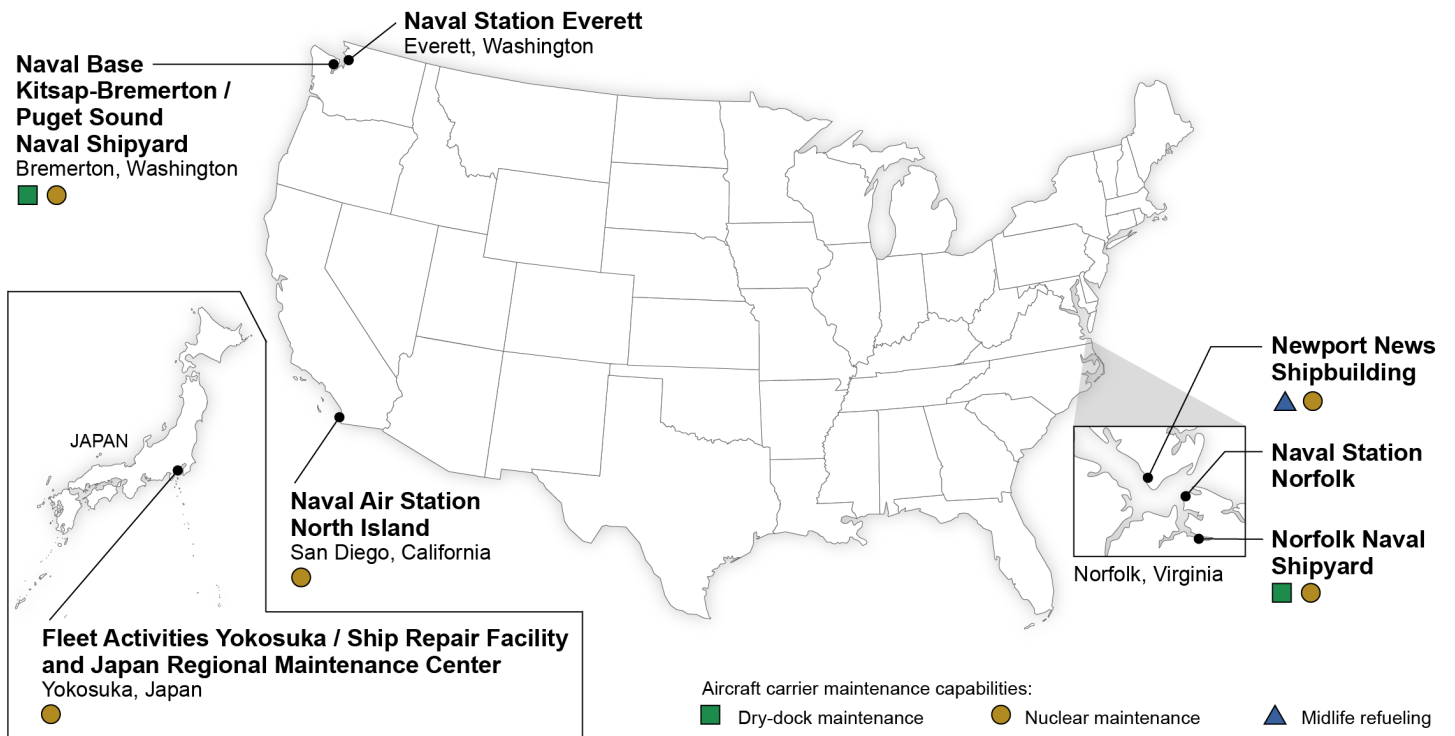 Naval Station Everett
Everett, Washington
Naval Base
Kitsap-Bremerton /
Puget Sound
Naval Shipyard
Bremerton, Washington
JAPAN
Naval Air Station
North Island
San Diego, California
Newport News
Shipbuilding
Naval Station
Norfolk
Norfolk Naval
Shipyard
Norfolk, Virginia
Fleet Activities Yokosuka / Ship Repair Facility
and Japan Regional Maintenance Center
Yokosuka, Japan
Aircraft carrier maintenance capabilities:
Dry-dock maintenance
Nuclear maintenance
Midlife refueling